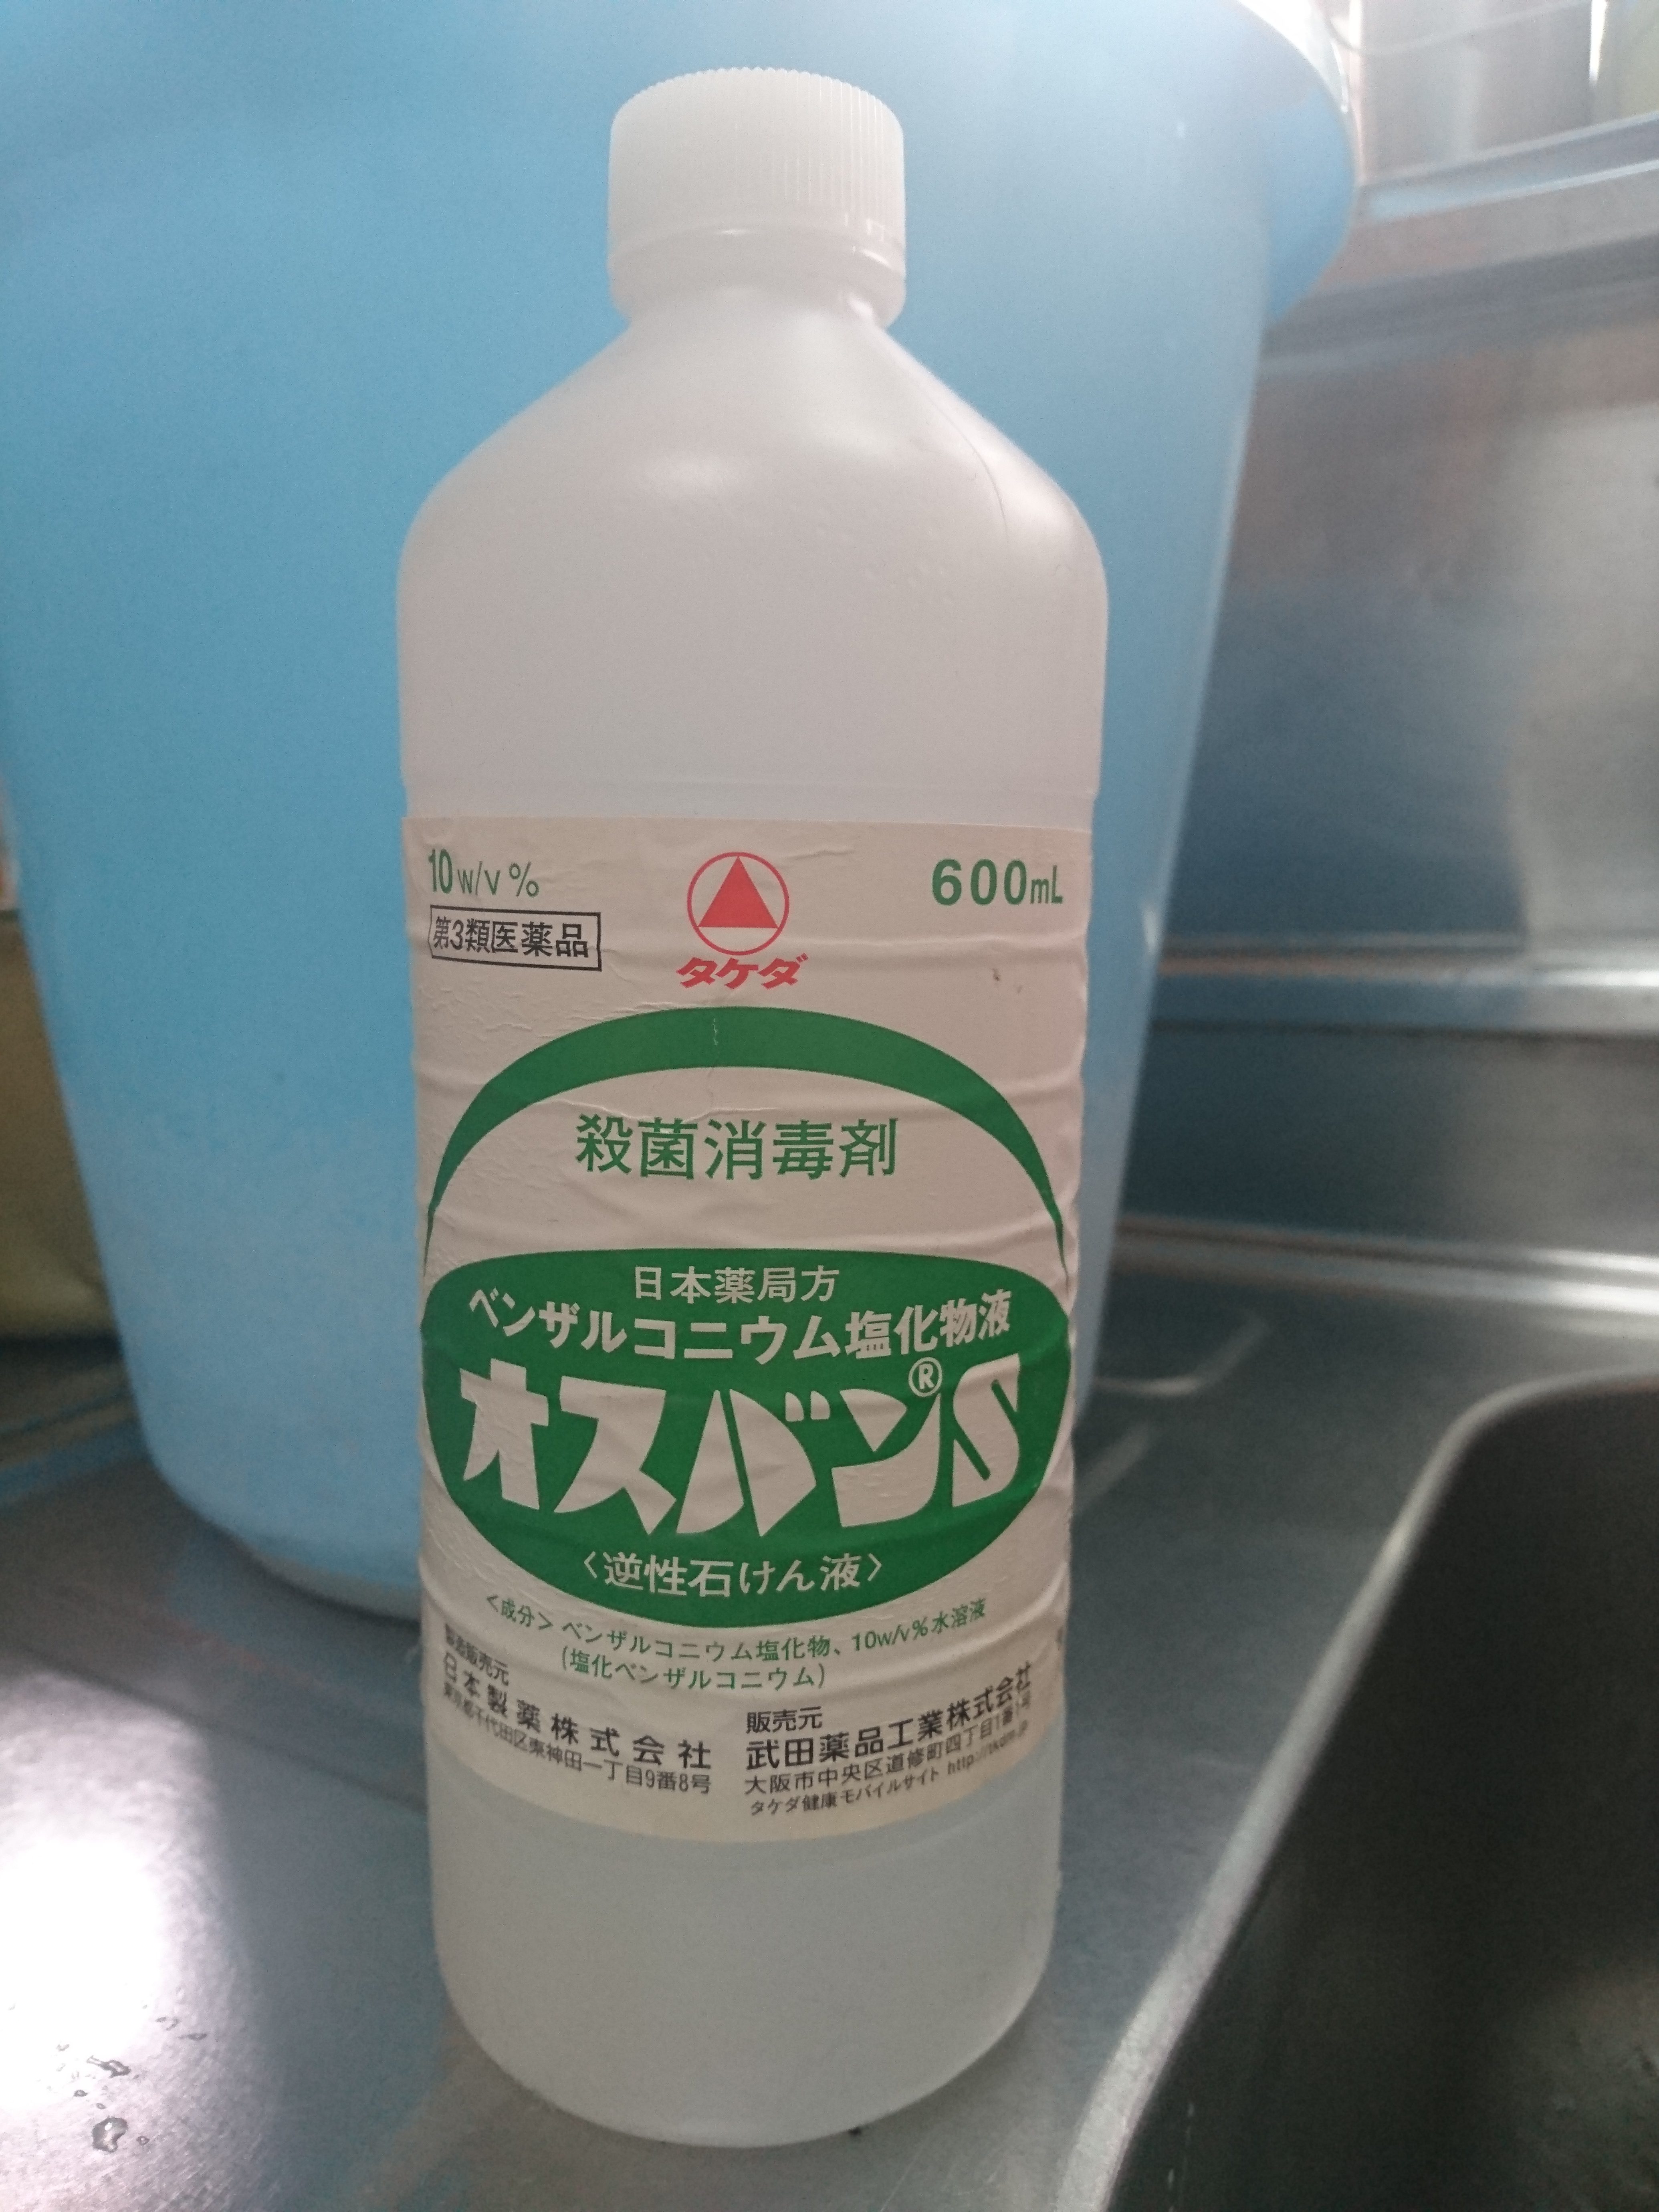 10w/v%
600mL
第3類医薬品
タケダ
殺菌消毒剤
日本薬局方
ベンザルコニウム塩化物液
オスバン®S
〈逆性石けん液〉
<成分> ベンザルコニウム塩化物、10w/v%水溶液
(塩化ベンザルコニウム)
製造販売元
日本製薬株式会社
東京都千代田区東神田一丁目9番8号
販売元
武田薬品工業株式会社
大阪市中央区道修町四丁目1番1号
タケダ健康モバイルサイト http://tkdm.jp